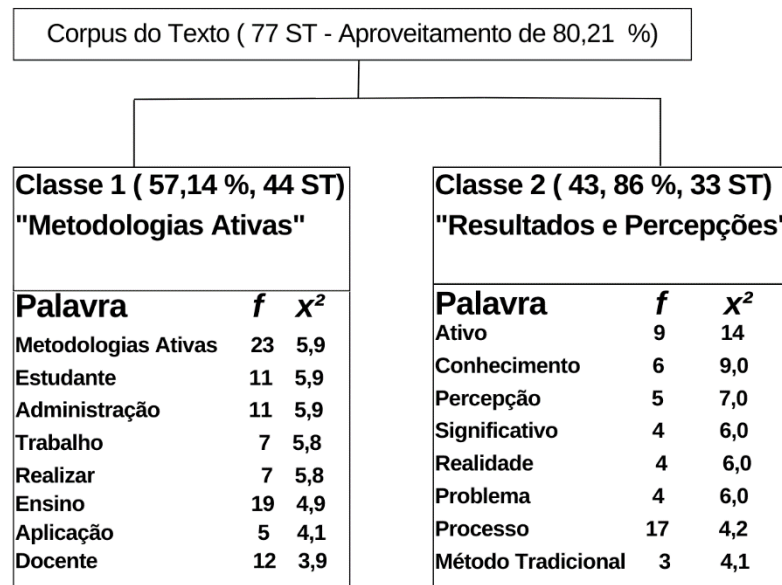 Corpus do Texto ( 77 ST - Aproveitamento de 80,21 %)
Classe 1 ( 57,14 %, 44 ST)
"Metodologias Ativas"
Palavra f x²
Metodologias Ativas 23 5,9
Estudante 11 5,9
Administração 11 5,9
Trabalho 7 5,8
Realizar 7 5,8
Ensino 19 4,9
Aplicação 5 4,1
Docente 12 3,9
Classe 2 ( 43, 86 %, 33 ST)
"Resultados e Percepções"
Palavra f x²
Ativo 9 14
Conhecimento 6 9,0
Percepção 5 7,0
Significativo 4 6,0
Realidade 4 6,0
Problema 4 6,0
Processo 17 4,2
Método Tradicional 3 4,1